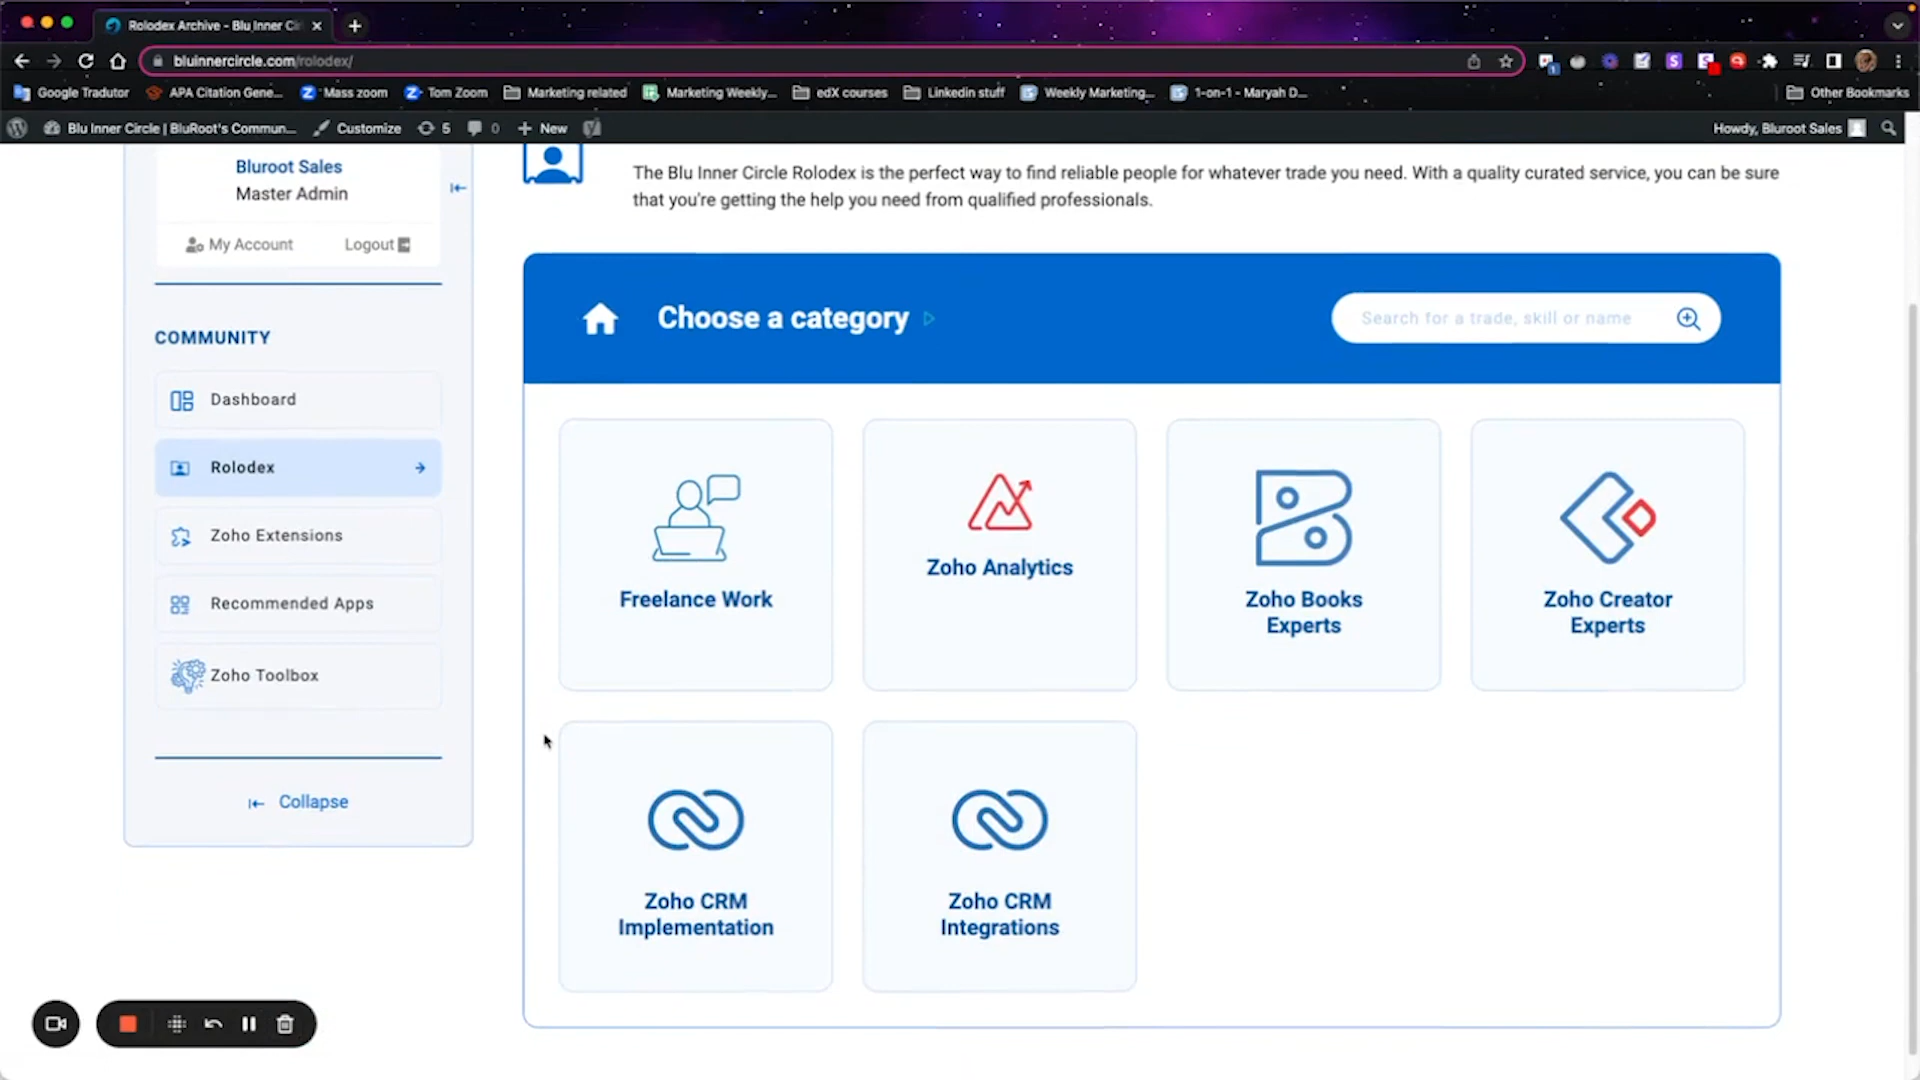 Rolodex Archive - Blu Inner Cir
bluinnercircle.com/rolodex/
Google Tradutor
APA Citation Gene...
Mass zoom
Tom Zoom
Marketing related
Marketing Weekly...
edX courses
Linkedin stuff
Weekly Marketing...
1-on-1 - Maryah D...
Other Bookmarks
Blu Inner Circle | BluRoot's Commun...
Customize
5
0
New
Howdy, Bluroot Sales
Bluroot Sales
Master Admin
My Account
Logout
COMMUNITY
Dashboard
Rolodex
Zoho Extensions
Recommended Apps
Zoho Toolbox
Collapse
The Blu Inner Circle Rolodex is the perfect way to find reliable people for whatever trade you need. With a quality curated service, you can be sure
that you're getting the help you need from qualified professionals.
Choose a category
Search for a trade, skill or name
Freelance Work
Zoho Analytics
Zoho Books
Experts
Zoho Creator
Experts
Zoho CRM
Implementation
Zoho CRM
Integrations